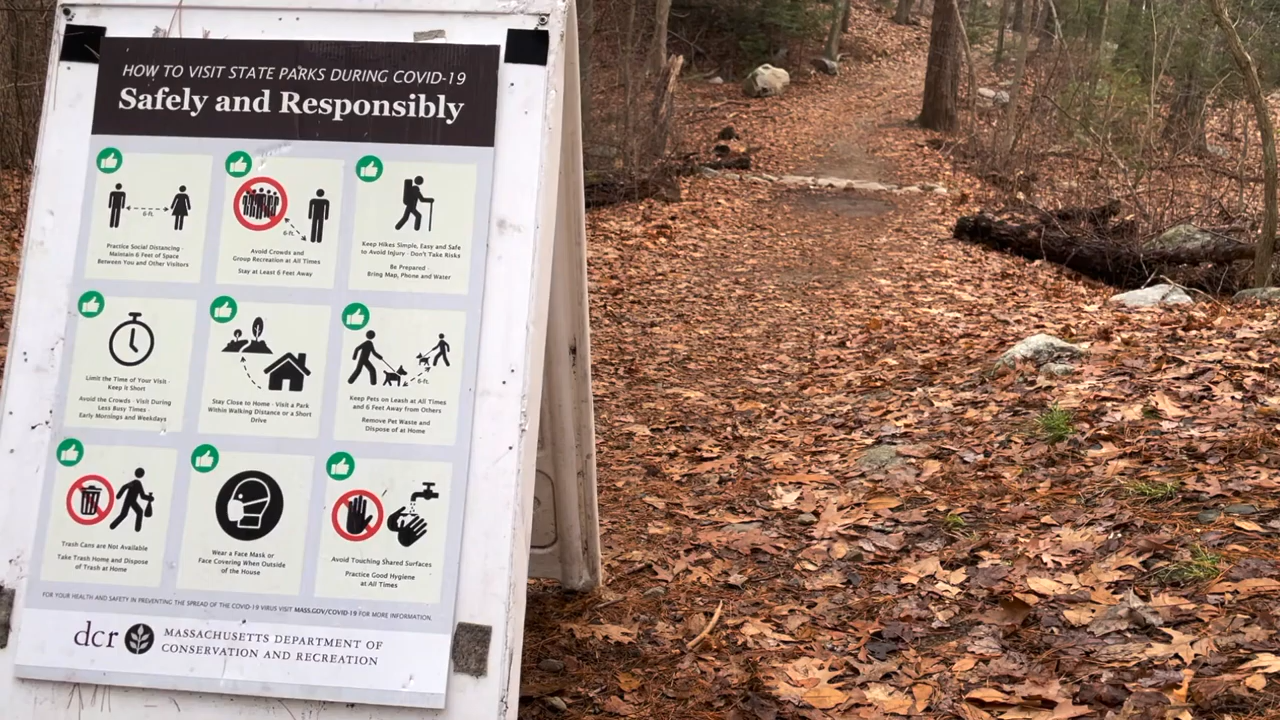 HOW TO VISIT STATE PARKS DURING COVID-19
Safely and Responsibly
6-ft.
Practice Social Distancing -
Maintain 6 Feet of Space
Between You and Other Visitors
6-ft.
Avoid Crowds and
Group Recreation at All Times
Stay at Least 6 Feet Away
Keep Hikes Simple, Easy and Safe
to Avoid Injury - Don't Take Risks
Be Prepared -
Bring Map, Phone and Water
Limit the Time of Your Visit -
Keep it Short
Avoid the Crowds - Visit During
Less Busy Times -
Early Mornings and Weekdays
Stay Close to Home - Visit a Park
Within Walking Distance or a Short
Drive
6-ft.
Keep Pets on Leash at All Times
and 6 Feet Away from Others
Remove Pet Waste and
Dispose of at Home
Trash Cans are Not Available
Take Trash Home and Dispose
of Trash at Home
Wear a Face Mask or
Face Covering When Outside
of the House
Avoid Touching Shared Surfaces
Practice Good Hygiene
at All Times
FOR YOUR HEALTH AND SAFETY IN PREVENTING THE SPREAD OF THE COVID-19 VIRUS VISIT MASS.GOV/COVID-19 FOR MORE INFORMATION.
dcr MASSACHUSETTS DEPARTMENT OF
CONSERVATION AND RECREATION